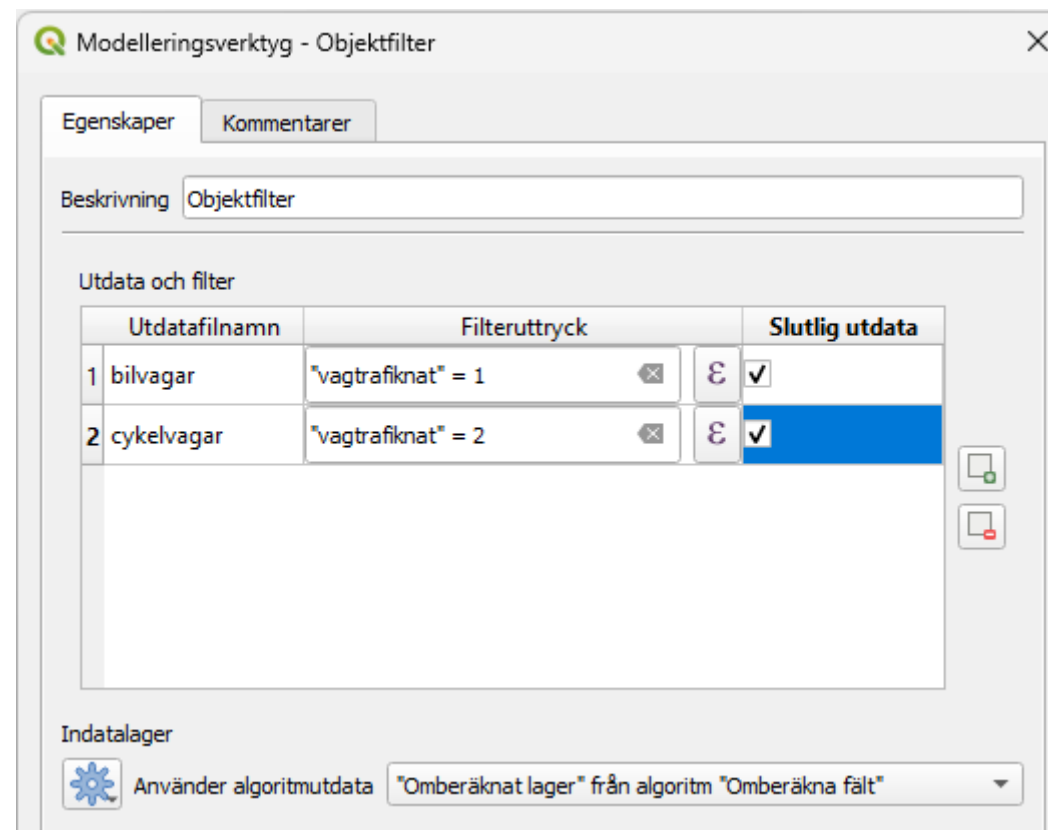 Modelleringsverktyg - Objektfilter
Egenskaper Kommentarer
Beskrivning Objektfilter
Utdata och filter
Utdatafilnamn Filteruttryck Slutlig utdata
1 bilvagar "vagtrafiknat" = 1 ε
2 cykelvagar "vagtrafiknat" = 2 ε
Indatalager
Använder algoritmutdata "Omberäknat lager" från algoritm "Omberäkna fält"